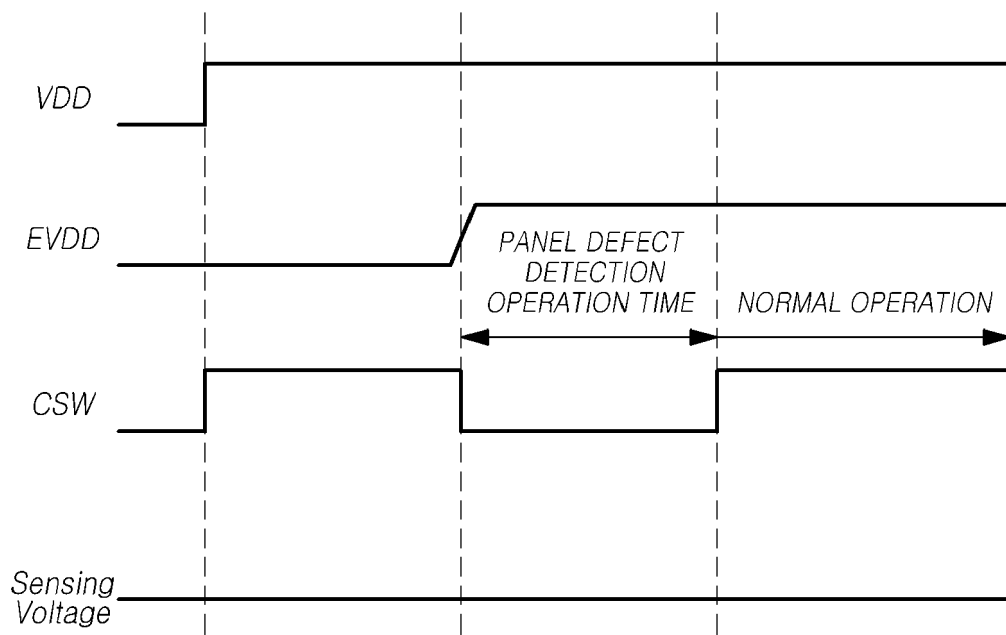 VDD
EVDD
PANEL DEFECT
DETECTION
OPERATION TIME
NORMAL OPERATION
CSW
Sensing
Voltage